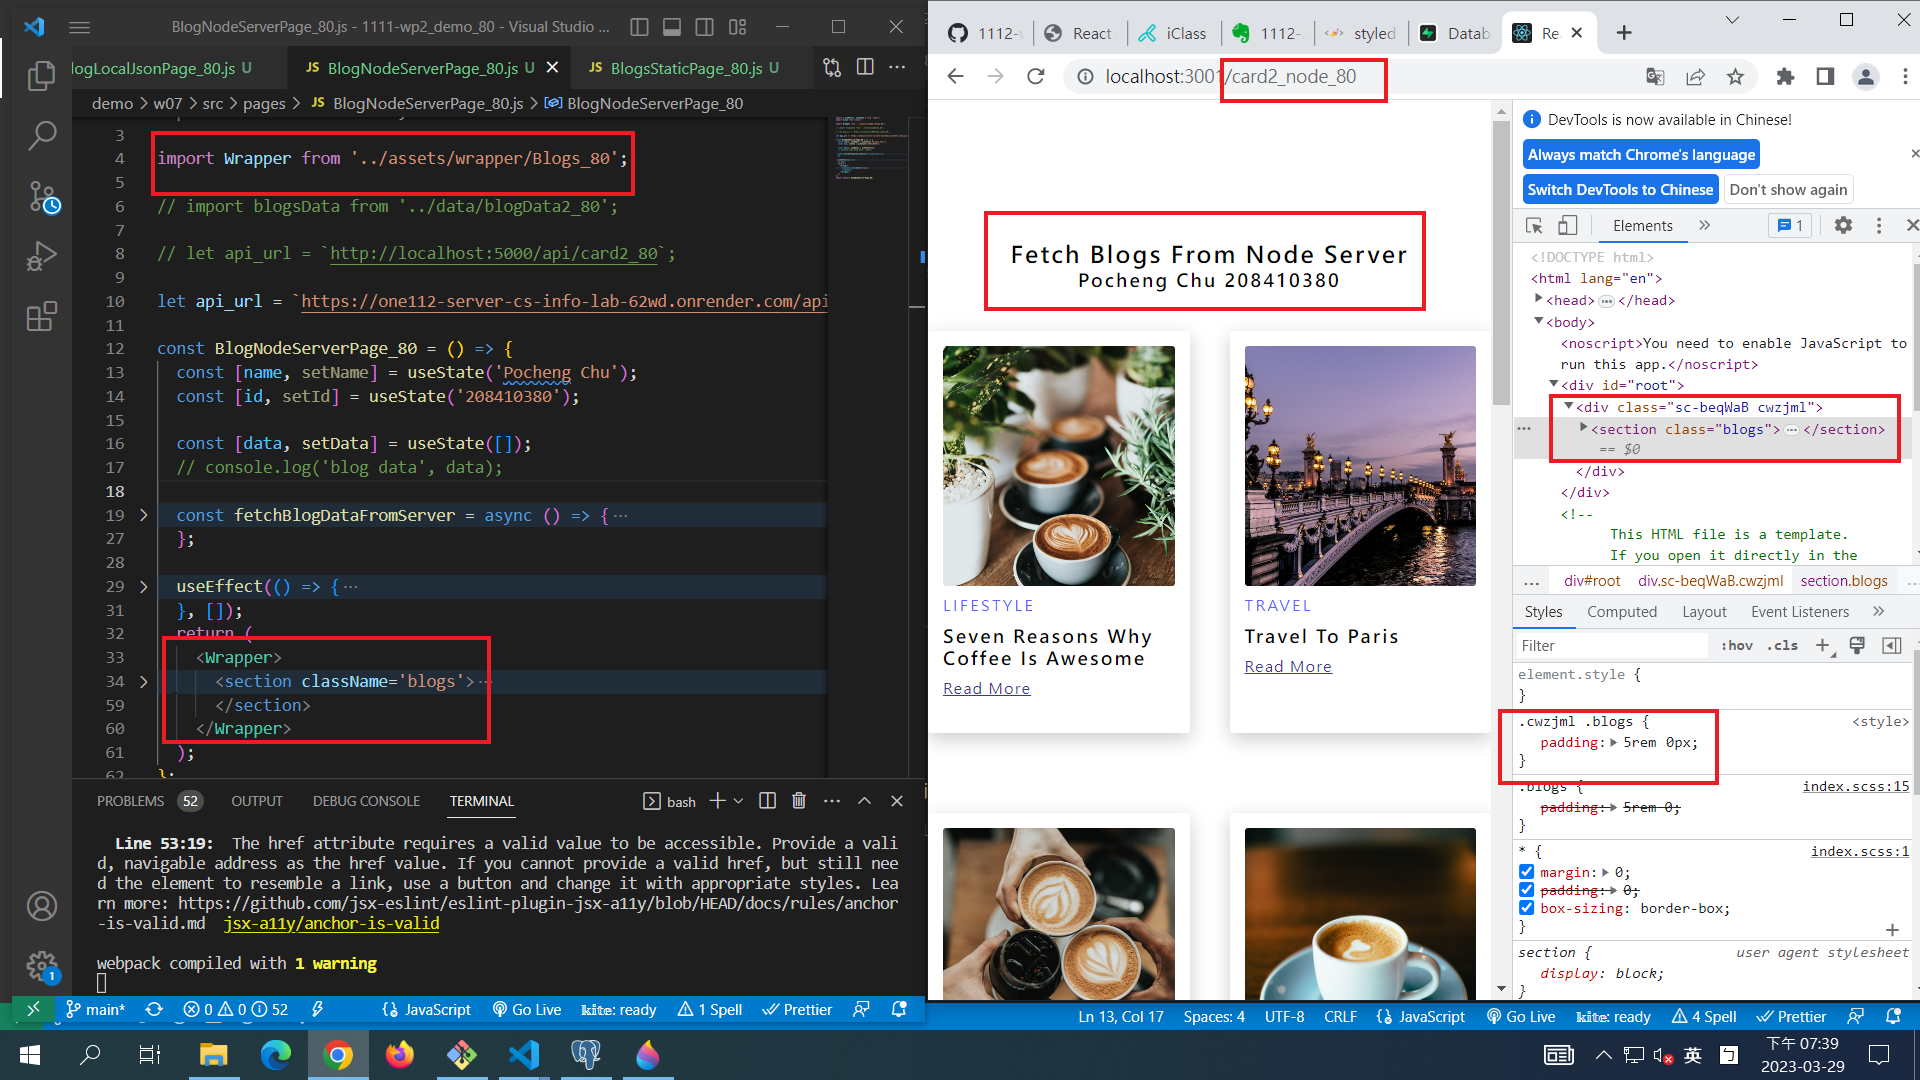 BlogNodeServerPage_80.js - 1111-wp2_demo_80 - Visual Studio ...
logLocalJsonPage_80.js U
JS BlogNodeServerPage_80.js U
JS BlogsStaticPage_80.js U
demo > w07 > src > pages > JS BlogNodeServerPage_80.js > BlogNodeServerPage_80
3
4 import Wrapper from '../assets/wrapper/Blogs_80';
5
6 // import blogsData from '../data/blogData2_80';
7
8 // let api_url = `http://localhost:5000/api/card2_80`;
9
10 let api_url = `https://one112-server-cs-info-lab-62wd.onrender.com/api
11
12 const BlogNodeServerPage_80 = () => {
13 const [name, setName] = useState('Pocheng Chu');
14 const [id, setId] = useState('208410380');
15
16 const [data, setData] = useState([]);
17 // console.log('blog data', data);
18
19 const fetchBlogDataFromServer = async () => {···
27 };
28
29 useEffect(() => {···
31 }, []);
32 return (
33 <Wrapper>
34 <section className='blogs'>···
59 </section>
60 </Wrapper>
61 );
62 };
PROBLEMS 52 OUTPUT DEBUG CONSOLE TERMINAL
bash
Line 53:19: The href attribute requires a valid value to be accessible. Provide a vali
d, navigable address as the href value. If you cannot provide a valid href, but still nee
d the element to resemble a link, use a button and change it with appropriate styles. Lea
rn more: https://github.com/jsx-eslint/eslint-plugin-jsx-a11y/blob/HEAD/docs/rules/anchor
-is-valid.md jsx-a11y/anchor-is-valid
webpack compiled with 1 warning
main* 0 0 52 JavaScript Go Live kite: ready 1 Spell Prettier
1
1112-
React
iClass
1112-
styled
Datab
Re
localhost:3001/card2_node_80
Fetch Blogs From Node Server
Pocheng Chu 208410380
LIFESTYLE
Seven Reasons Why
Coffee Is Awesome
Read More
TRAVEL
Travel To Paris
Read More
DevTools is now available in Chinese!
Always match Chrome's language
Switch DevTools to Chinese
Don't show again
Elements
1
<!DOCTYPE html>
<html lang="en">
<head>···</head>
<body>
<noscript>You need to enable JavaScript to
run this app.</noscript>
<div id="root">
<div class="sc-beqWaB cwzjml">
<section class="blogs">···</section>
== $0
</div>
</div>
<!--
This HTML file is a template.
If you open it directly in the
... div#root div.sc-beqWaB.cwzjml section.blogs
Styles Computed Layout Event Listeners
Filter :hov .cls
element.style {
}
.cwzjml .blogs { <style>
padding: 5rem 0px;
}
.blogs { index.scss:15
padding: 5rem 0;
}
* { index.scss:1
margin: 0;
padding: 0;
box-sizing: border-box;
}
section { user agent stylesheet
display: block;
}
Ln 13, Col 17 Spaces: 4 UTF-8 CRLF JavaScript Go Live kite: ready 4 Spell Prettier
英
ㄅ
下午 07:39
2023-03-29